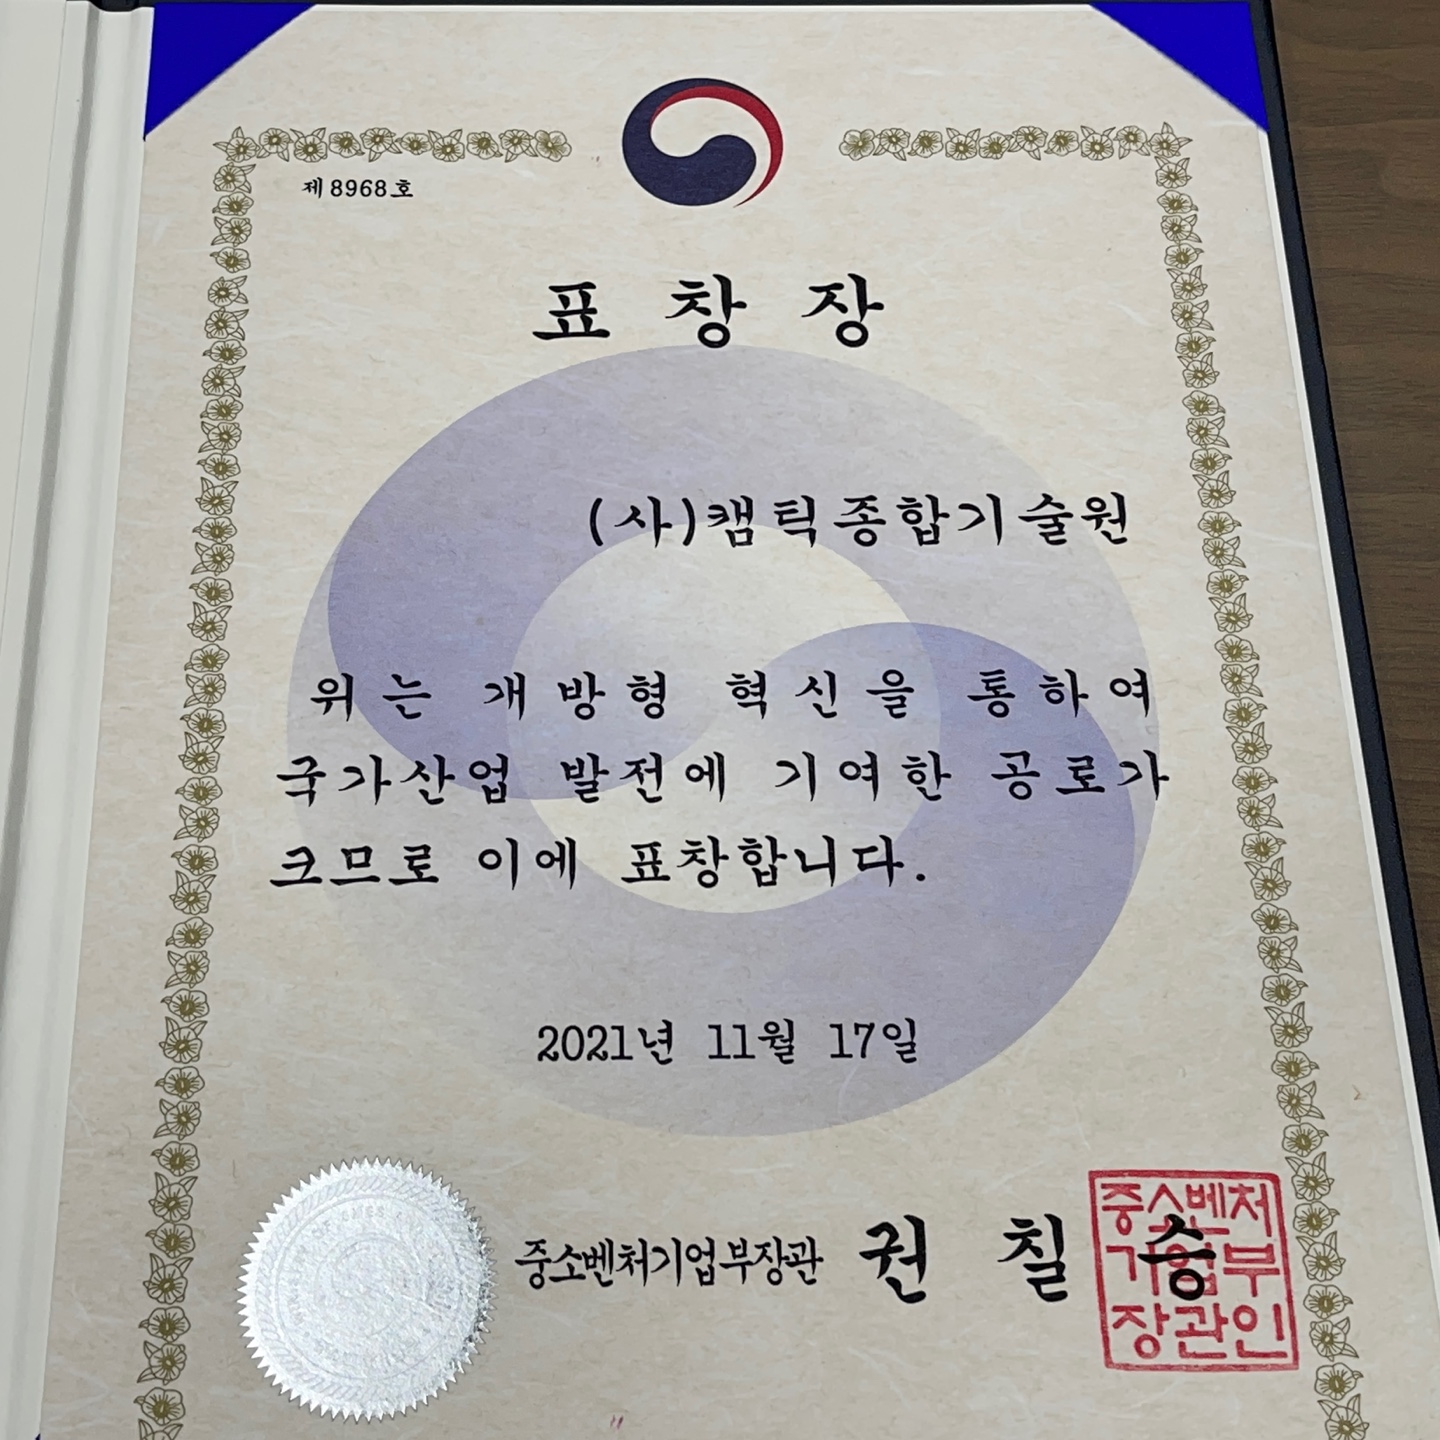 제 8968 호
표 창 장
(사)캠틱종합기술원
위는 개방형 혁신을 통하여
국가산업 발전에 기여한 공로가
크므로 이에 표창합니다.
2021년 11월 17일
중소벤처기업부장관 권 칠 승
중소벤처
기업부
장관인